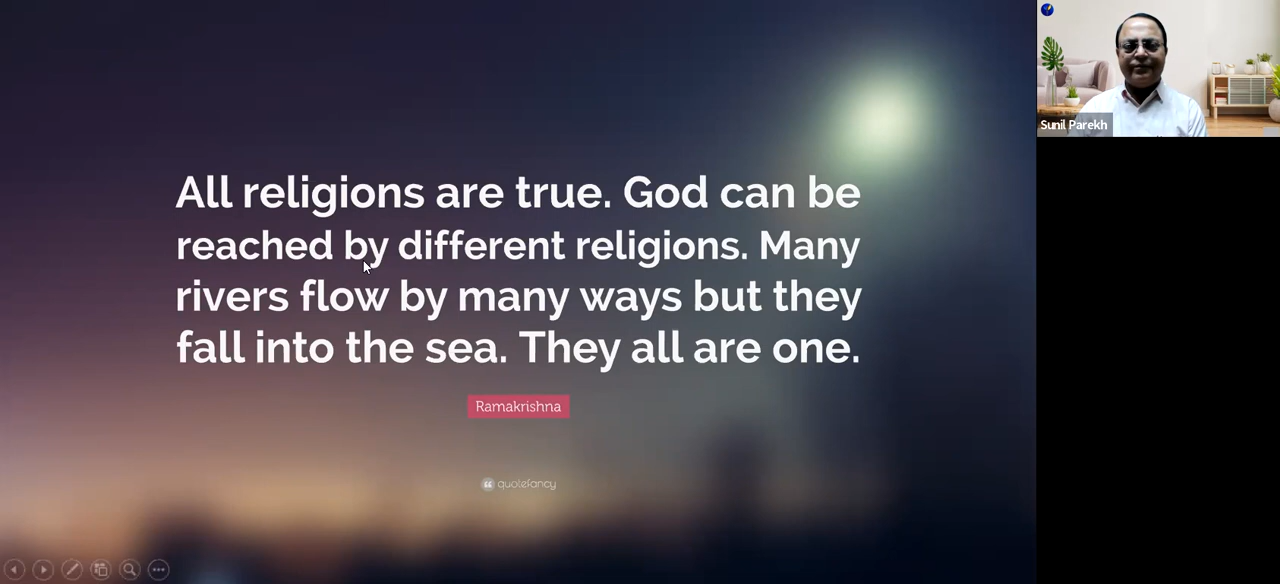 All religions are true. God can be
reached by different religions. Many
rivers flow by many ways but they
fall into the sea. They all are one.
Ramakrishna
quotefancy
Sunil Parekh